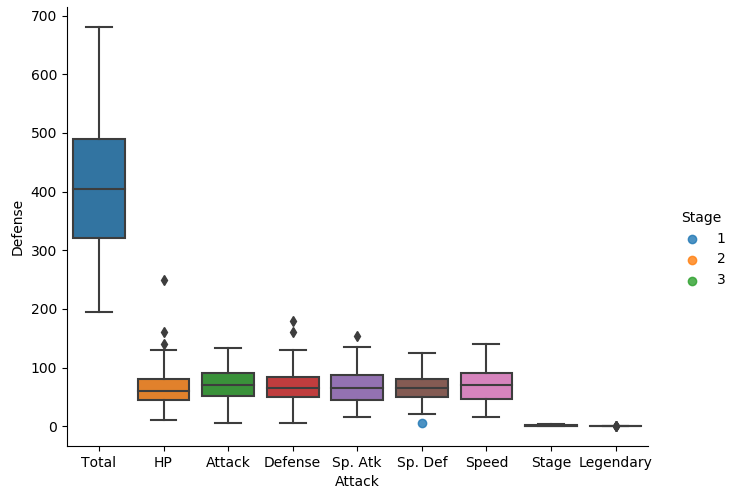 700
600
500
400
300
200
100
0
Defense
Total HP Attack Defense Sp. Atk Sp. Def Speed Stage Legendary
Attack
Stage
1
2
3